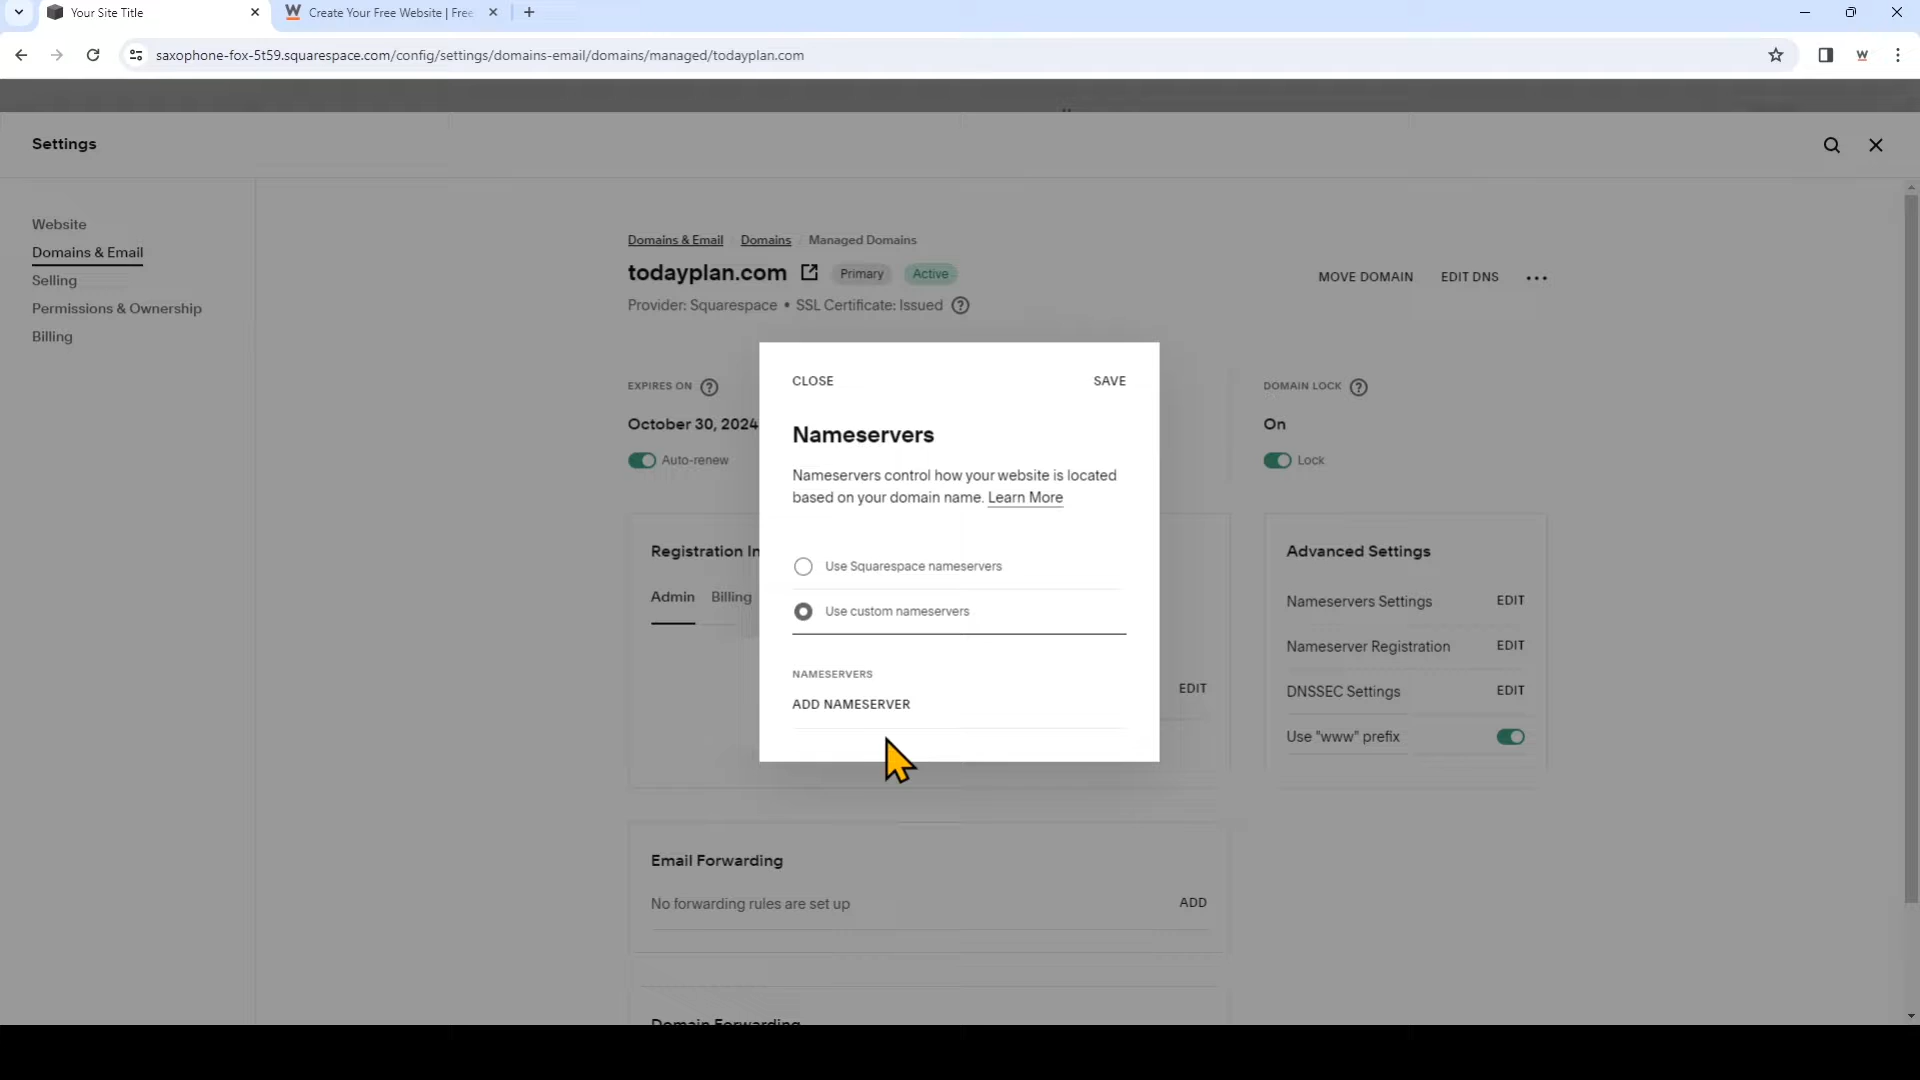 Your Site Title
Create Your Free Website | Free
saxophone-fox-5t59.squarespace.com/config/settings/domains-email/domains/managed/todayplan.com
Settings
Website
Domains & Email
Selling
Permissions & Ownership
Billing
Domains & Email Domains Managed Domains
todayplan.com Primary Active
MOVE DOMAIN EDIT DNS
Provider: Squarespace • SSL Certificate: Issued
EXPIRES ON
October 30, 2024
Auto-renew
DOMAIN LOCK
On
Lock
CLOSE SAVE
Nameservers
Nameservers control how your website is located
based on your domain name. Learn More
Use Squarespace nameservers
Use custom nameservers
NAMESERVERS
ADD NAMESERVER
Registration In
Admin Billing
EDIT
Advanced Settings
Nameservers Settings EDIT
Nameserver Registration EDIT
DNSSEC Settings EDIT
Use "www" prefix
Email Forwarding
No forwarding rules are set up ADD
Domain Forwarding